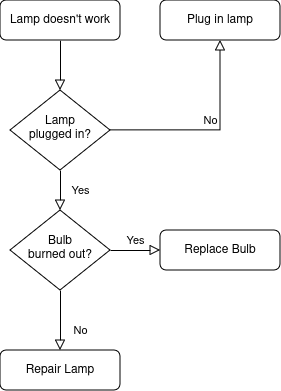 Lamp doesn't work
Plug in lamp
Lamp
plugged in?
No
Yes
Bulb
burned out?
Yes
Replace Bulb
No
Repair Lamp